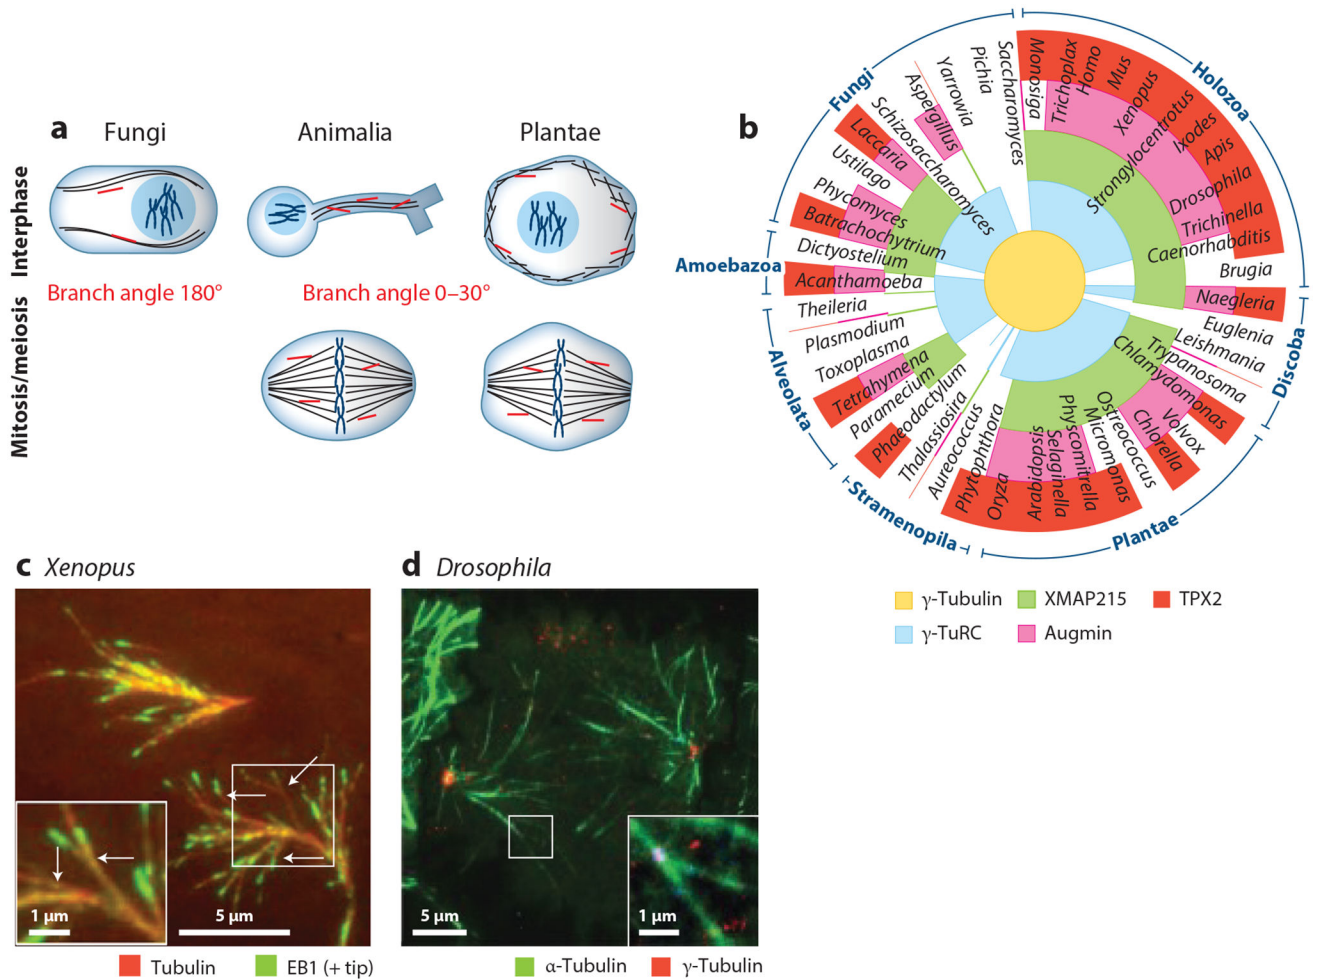 a
Fungi
Animalia
Plantae
Interphase
Mitosis/meiosis
Branch angle 180°
Branch angle 0–30°
b
Fungi
Holozoa
Discoba
Plantae
Stramenopila
Alveolata
Amoebazoa
Monosiga
Trichoplax
Homo
Mus
Xenopus
Strongylocentrotus
Ixodes
Apis
Drosophila
Trichinella
Caenorhabditis
Brugia
Naegleria
Euglenia
Leishmania
Trypanosoma
Chlamydomonas
Volvox
Chlorella
Ostreococcus
Micromonas
Physcomitrella
Selaginella
Arabidopsis
Oryza
Phytophthora
Aureococcus
Thalassiosira
Phaeodactylum
Paramecium
Tetrahymena
Toxoplasma
Plasmodium
Theileria
Acanthamoeba
Dictyostelium
Batrachochytrium
Phycomyces
Ustilago
Laccaria
Schizosaccharomyces
Aspergillus
Yarrowia
Pichia
Saccharomyces
γ-Tubulin
XMAP215
TPX2
γ-TuRC
Augmin
c Xenopus
1 μm
5 μm
Tubulin
EB1 (+ tip)
d Drosophila
5 μm
1 μm
α-Tubulin
γ-Tubulin